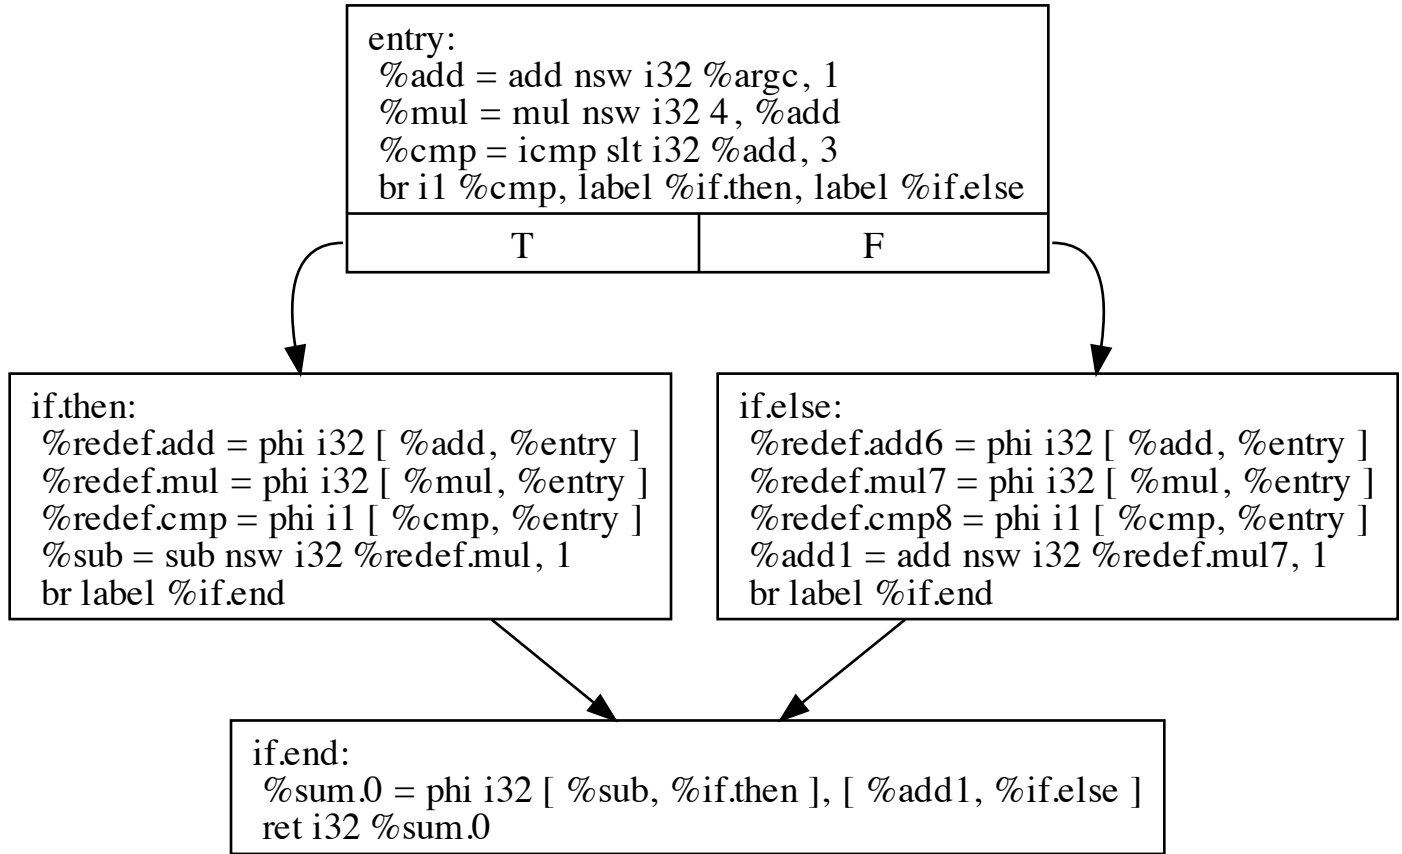 entry:
%add = add nsw i32 %argc, 1
%mul = mul nsw i32 4, %add
%cmp = icmp slt i32 %add, 3
br i1 %cmp, label %if.then, label %if.else
T
F
if.then:
%redef.add = phi i32 [ %add, %entry ]
%redef.mul = phi i32 [ %mul, %entry ]
%redef.cmp = phi i1 [ %cmp, %entry ]
%sub = sub nsw i32 %redef.mul, 1
br label %if.end
if.else:
%redef.add6 = phi i32 [ %add, %entry ]
%redef.mul7 = phi i32 [ %mul, %entry ]
%redef.cmp8 = phi i1 [ %cmp, %entry ]
%add1 = add nsw i32 %redef.mul7, 1
br label %if.end
if.end:
%sum.0 = phi i32 [ %sub, %if.then ], [ %add1, %if.else ]
ret i32 %sum.0